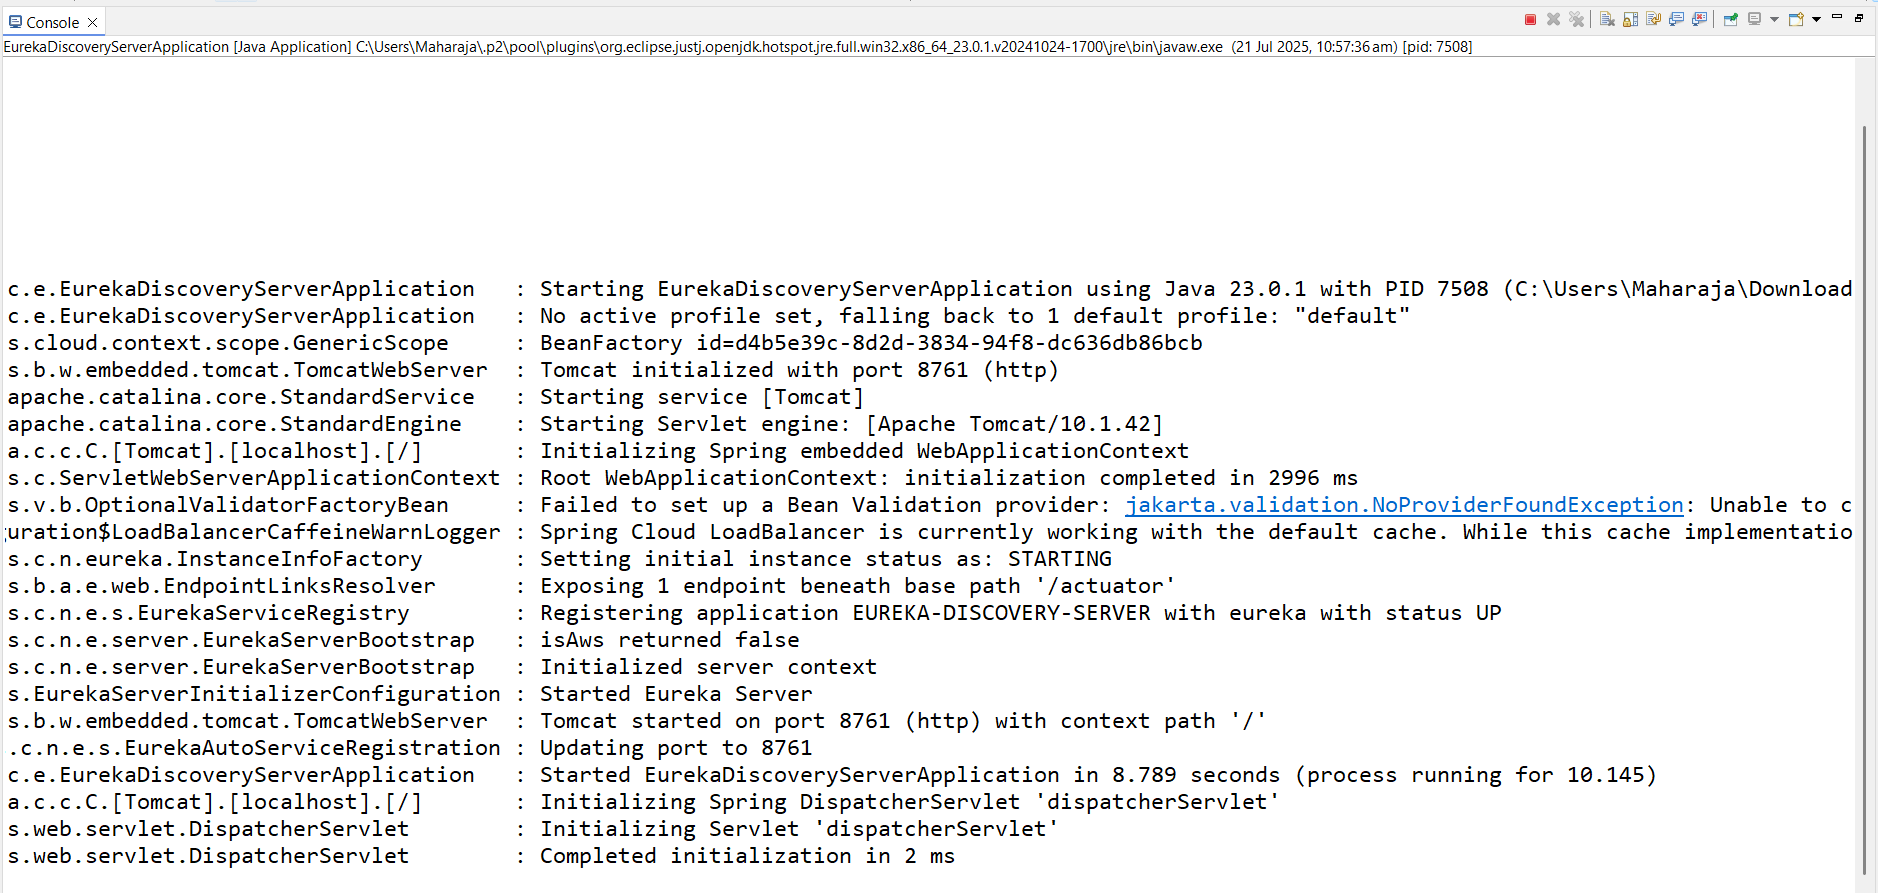 Console
EurekaDiscoveryServerApplication [Java Application] C:\Users\Maharaja\.p2\pool\plugins\org.eclipse.justj.openjdk.hotspot.jre.full.win32.x86_64_23.0.1.v20241024-1700\jre\bin\javaw.exe (21 Jul 2025, 10:57:36 am) [pid: 7508]
c.e.EurekaDiscoveryServerApplication : Starting EurekaDiscoveryServerApplication using Java 23.0.1 with PID 7508 (C:\Users\Maharaja\Download
c.e.EurekaDiscoveryServerApplication : No active profile set, falling back to 1 default profile: "default"
s.cloud.context.scope.GenericScope : BeanFactory id=d4b5e39c-8d2d-3834-94f8-dc636db86bcb
s.b.w.embedded.tomcat.TomcatWebServer : Tomcat initialized with port 8761 (http)
apache.catalina.core.StandardService : Starting service [Tomcat]
apache.catalina.core.StandardEngine : Starting Servlet engine: [Apache Tomcat/10.1.42]
a.c.c.C.[Tomcat].[localhost].[/] : Initializing Spring embedded WebApplicationContext
s.c.ServletWebServerApplicationContext : Root WebApplicationContext: initialization completed in 2996 ms
s.v.b.OptionalValidatorFactoryBean : Failed to set up a Bean Validation provider: jakarta.validation.NoProviderFoundException: Unable to c
guration$LoadBalancerCaffeineWarnLogger : Spring Cloud LoadBalancer is currently working with the default cache. While this cache implementatio
s.c.n.eureka.InstanceInfoFactory : Setting initial instance status as: STARTING
s.b.a.e.web.EndpointLinksResolver : Exposing 1 endpoint beneath base path '/actuator'
s.c.n.e.s.EurekaServiceRegistry : Registering application EUREKA-DISCOVERY-SERVER with eureka with status UP
s.c.n.e.server.EurekaServerBootstrap : isAws returned false
s.c.n.e.server.EurekaServerBootstrap : Initialized server context
s.EurekaServerInitializerConfiguration : Started Eureka Server
s.b.w.embedded.tomcat.TomcatWebServer : Tomcat started on port 8761 (http) with context path '/'
.c.n.e.s.EurekaAutoServiceRegistration : Updating port to 8761
c.e.EurekaDiscoveryServerApplication : Started EurekaDiscoveryServerApplication in 8.789 seconds (process running for 10.145)
a.c.c.C.[Tomcat].[localhost].[/] : Initializing Spring DispatcherServlet 'dispatcherServlet'
s.web.servlet.DispatcherServlet : Initializing Servlet 'dispatcherServlet'
s.web.servlet.DispatcherServlet : Completed initialization in 2 ms